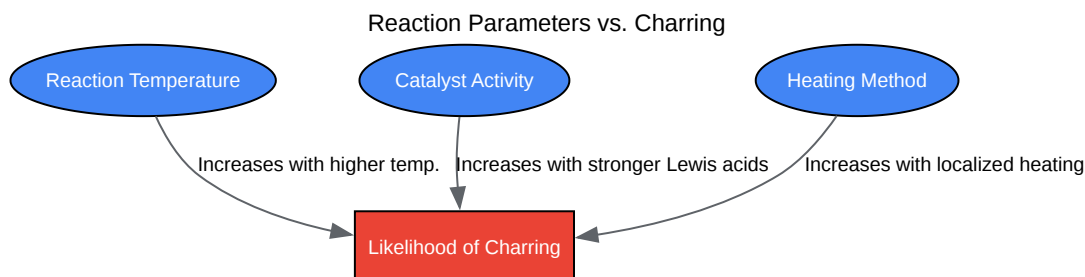 Reaction Parameters vs. Charring
Reaction Temperature
Catalyst Activity
Heating Method
Increases with higher temp.
Increases with stronger Lewis acids
Increases with localized heating
Likelihood of Charring